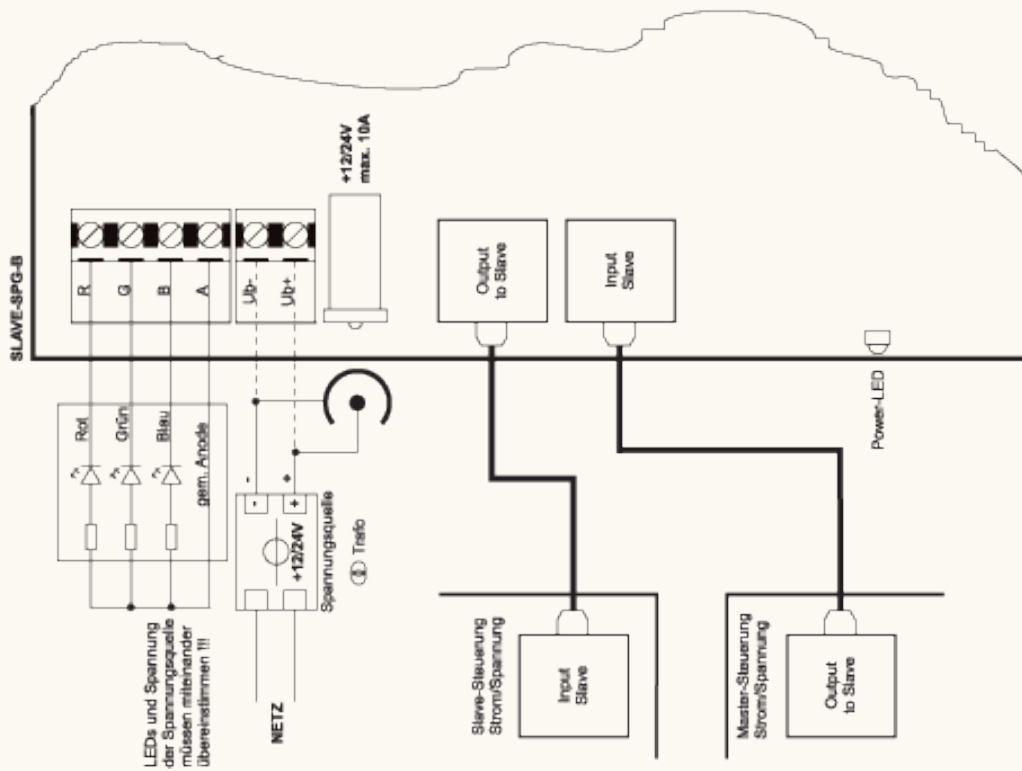 SLAVE-SPG-B
R
G
B
A
Ub-
Ub+
+12/24V
max. 10A
Output
to Slave
Input
Slave
Power-LED
Rot
Grün
Blau
gem. Anode
-
+
-
+
+12/24V
Spannungsquelle
Trafo
LEDs und Spannung
der Spannungsquelle
müssen miteinander
übereinstimmen !!!
NETZ
Slave-Steuerung
Strom/Spannung
Input
Slave
Master-Steuerung
Strom/Spannung
Output
to Slave